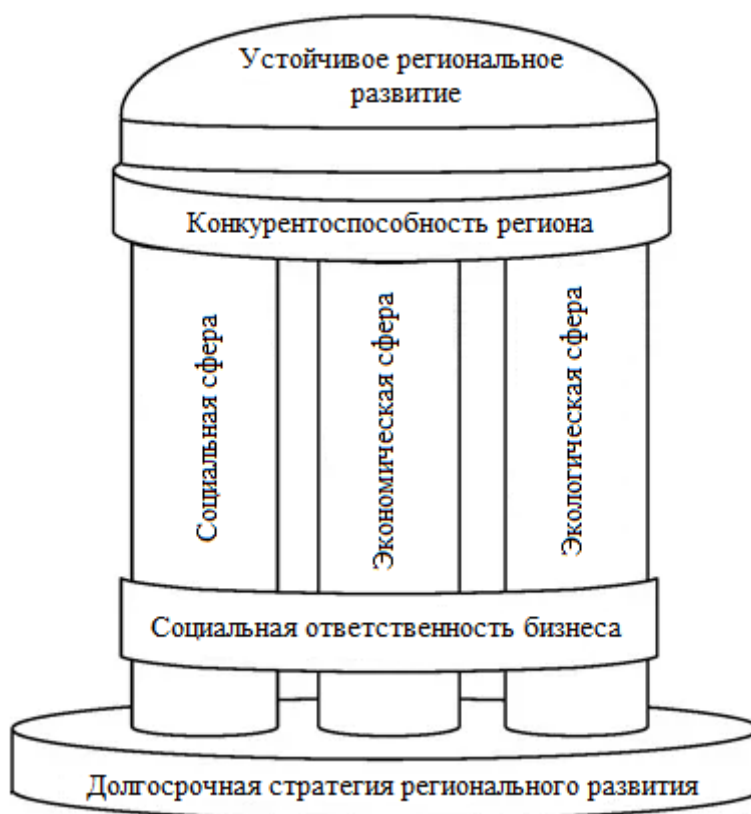 Устойчивое региональное
развитие
Конкурентоспособность региона
Социальная сфера
Экономическая сфера
Экологическая сфера
Социальная ответственность бизнеса
Долгосрочная стратегия регионального развития